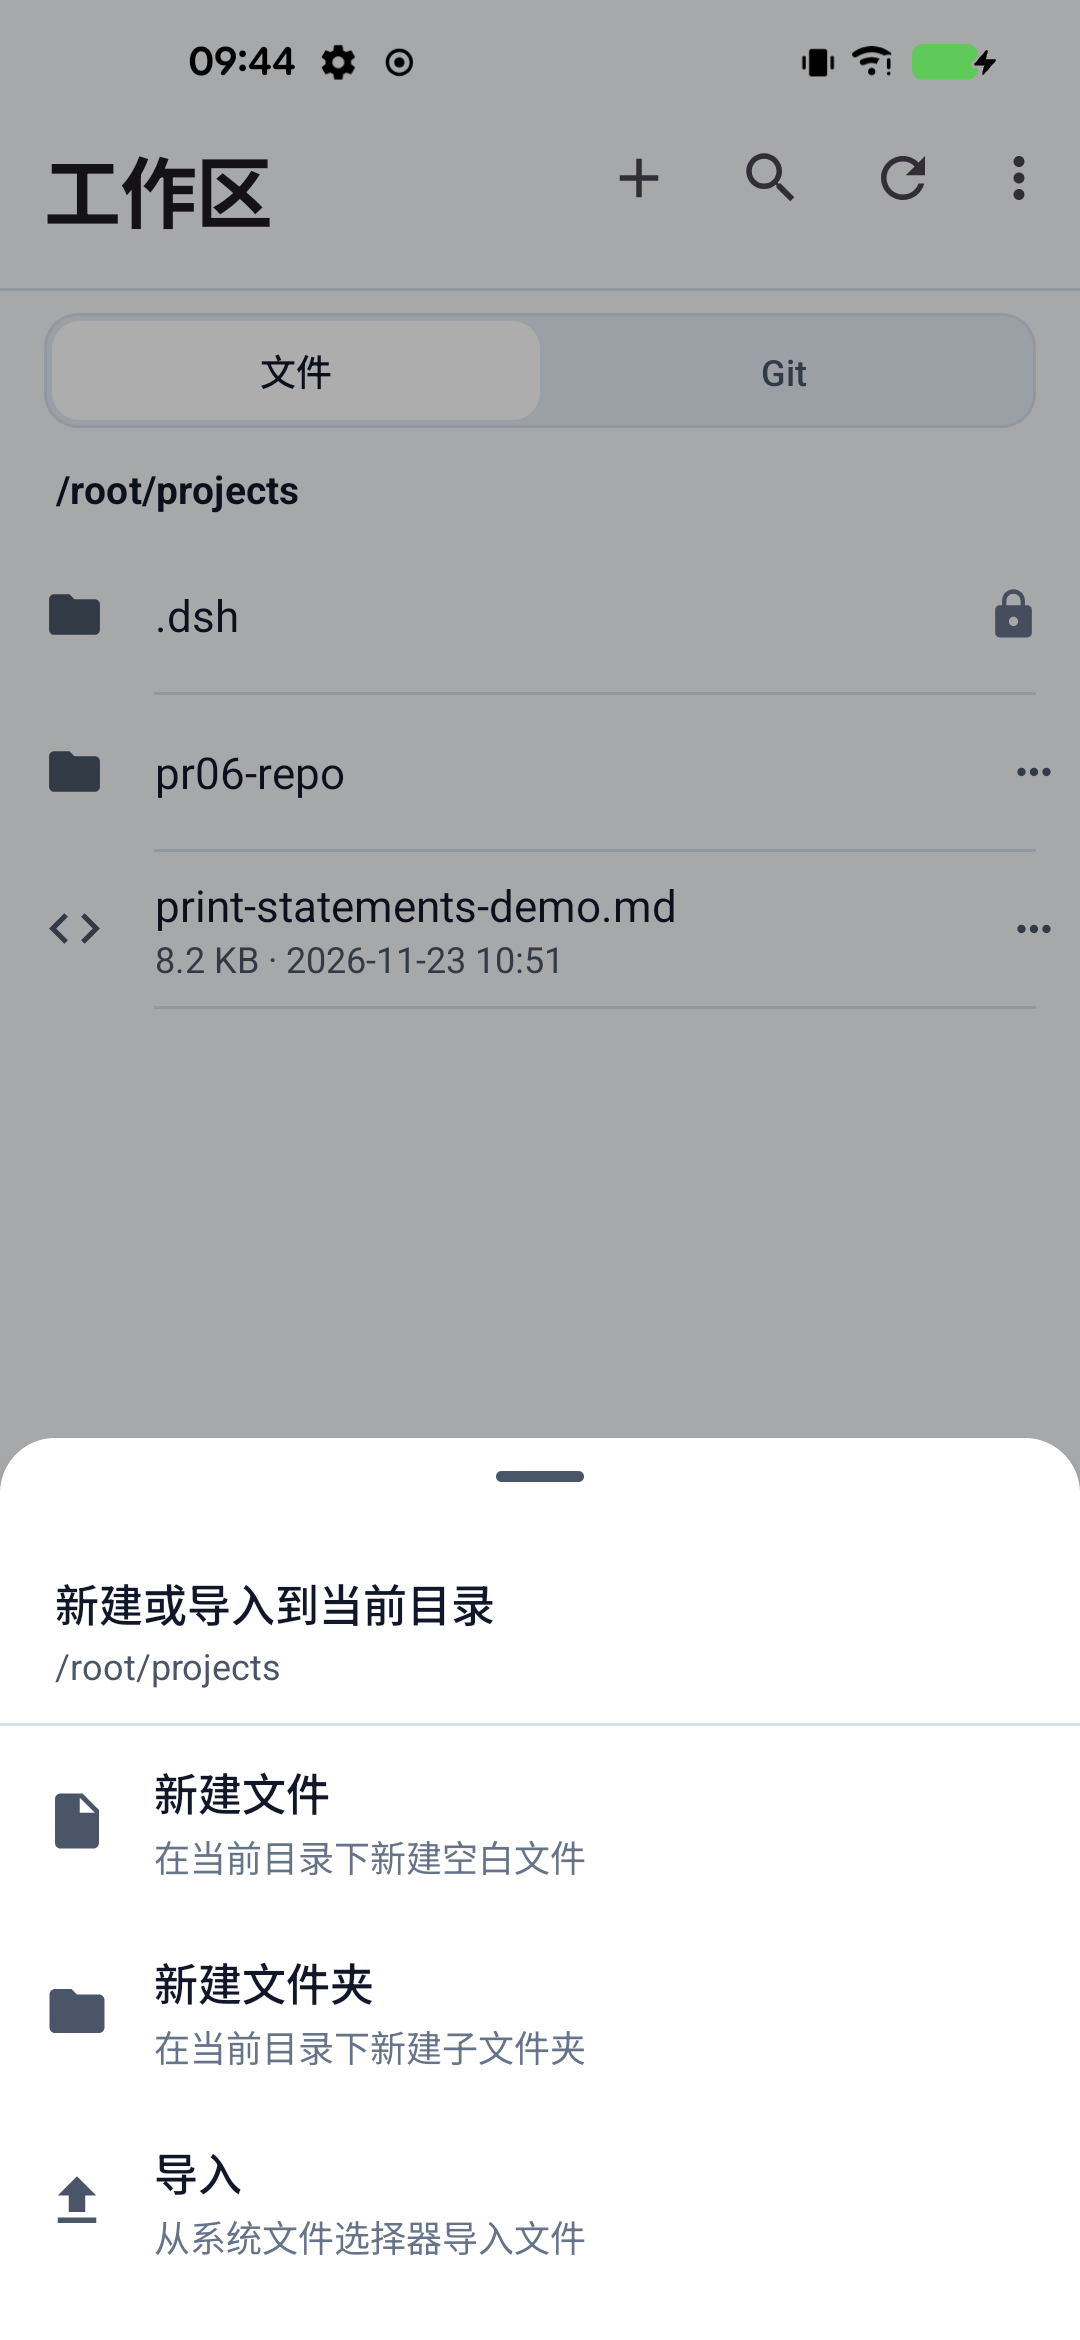 09:44
工作区
文件
Git
/root/projects
.dsh
pr06-repo
print-statements-demo.md
8.2 KB · 2026-11-23 10:51
新建或导入到当前目录
/root/projects
新建文件
在当前目录下新建空白文件
新建文件夹
在当前目录下新建子文件夹
导入
从系统文件选择器导入文件